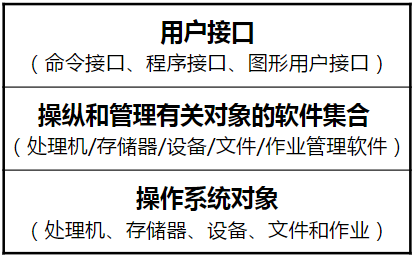 用户接口
（命令接口、程序接口、图形用户接口）
操纵和管理有关对象的软件集合
（处理机/存储器/设备/文件/作业管理软件）
操作系统对象
（处理机、存储器、设备、文件和作业）